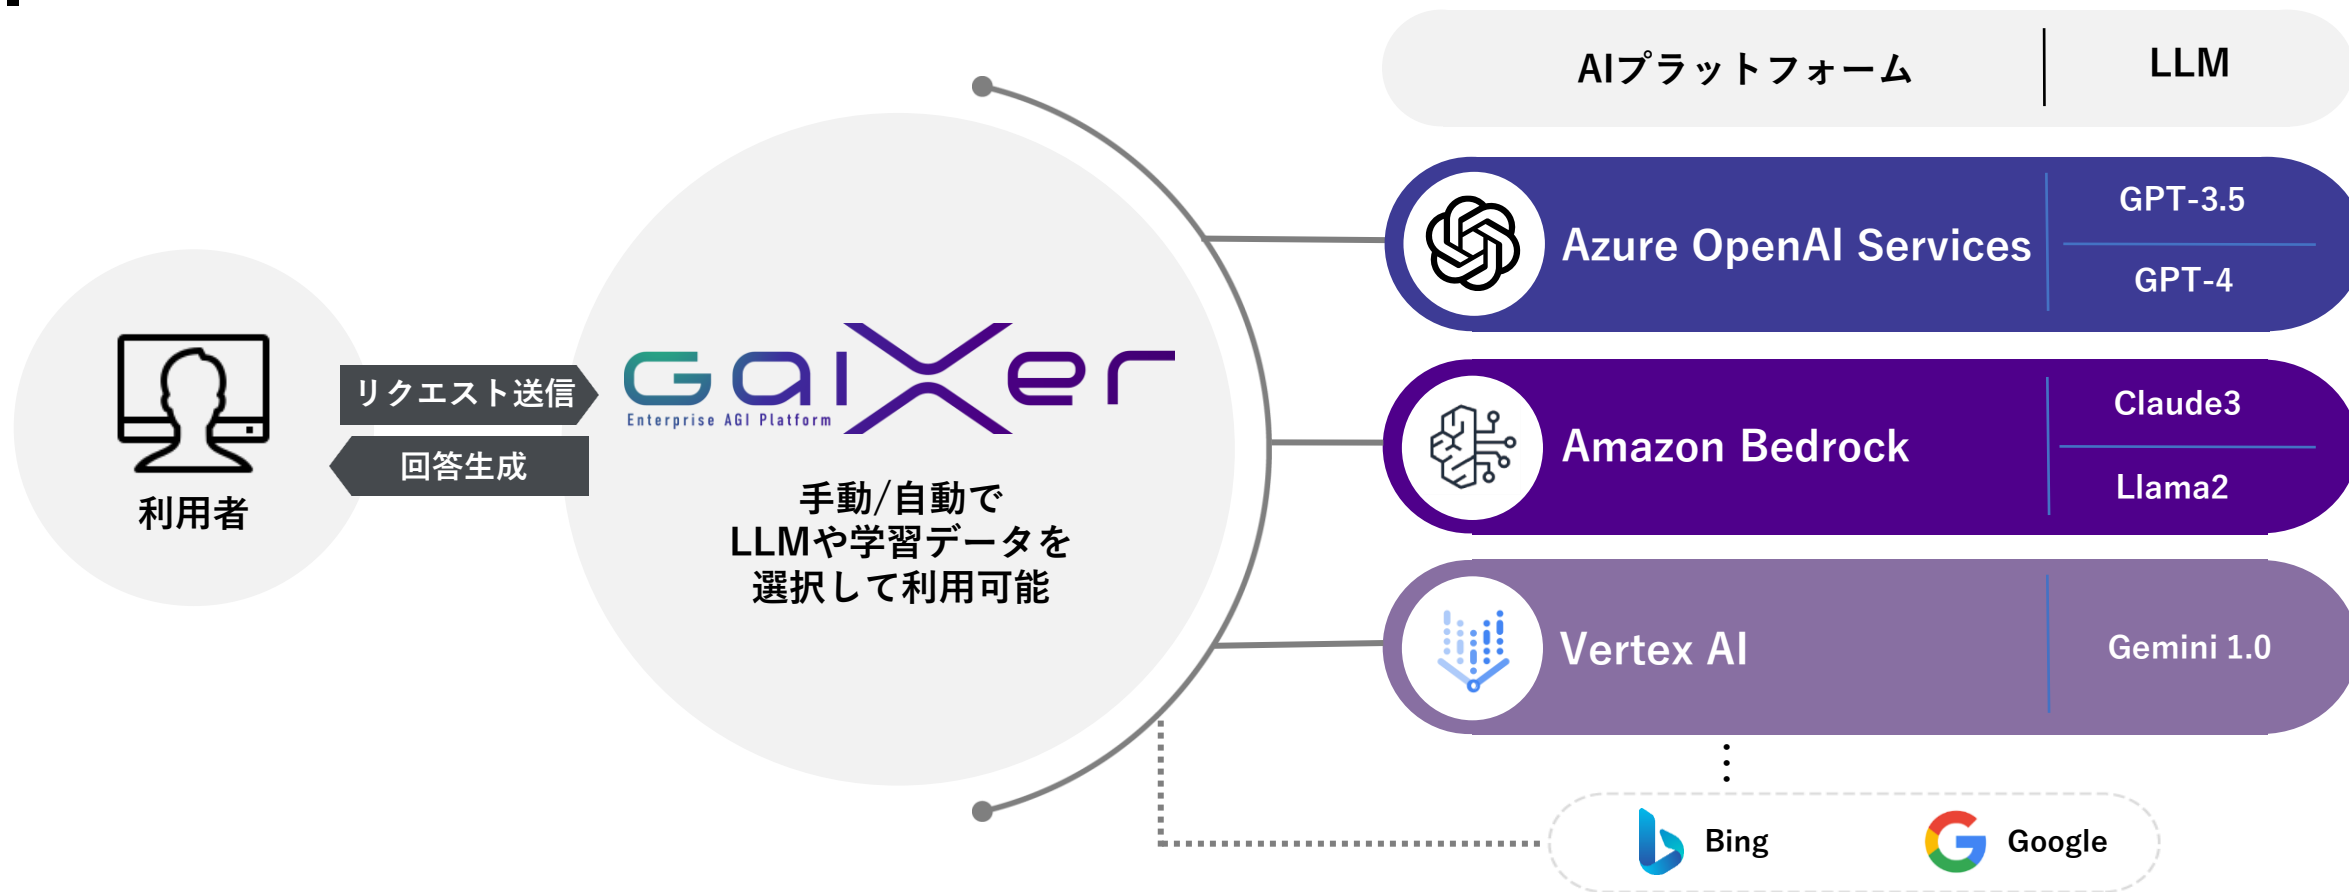 AIプラットフォーム
LLM
Azure OpenAI Services
GPT-3.5
GPT-4
リクエスト送信
回答生成
利用者
Gaixer
Enterprise AGI Platform
手動/自動で
LLMや学習データを
選択して利用可能
Amazon Bedrock
Claude3
Llama2
Vertex AI
Gemini 1.0
Bing
Google